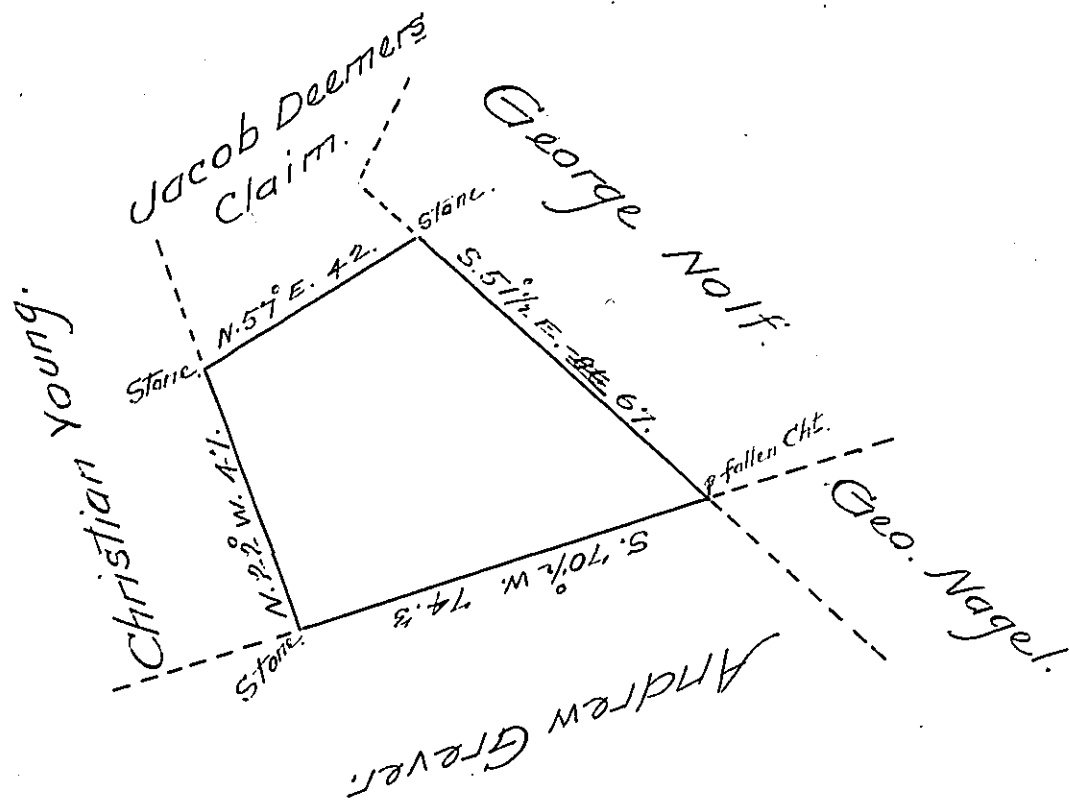 Jacob Deemers
Claim.
George Nolf.
Stone.
N. 57° E. 42.
S. 51½° E. 67.
Christian Young.
Stone.
N. 22° W. 41.
fallen Cht.
Geo. Nagel.
S. 70½° W. 74.3
Stone.
Andrew Grever.